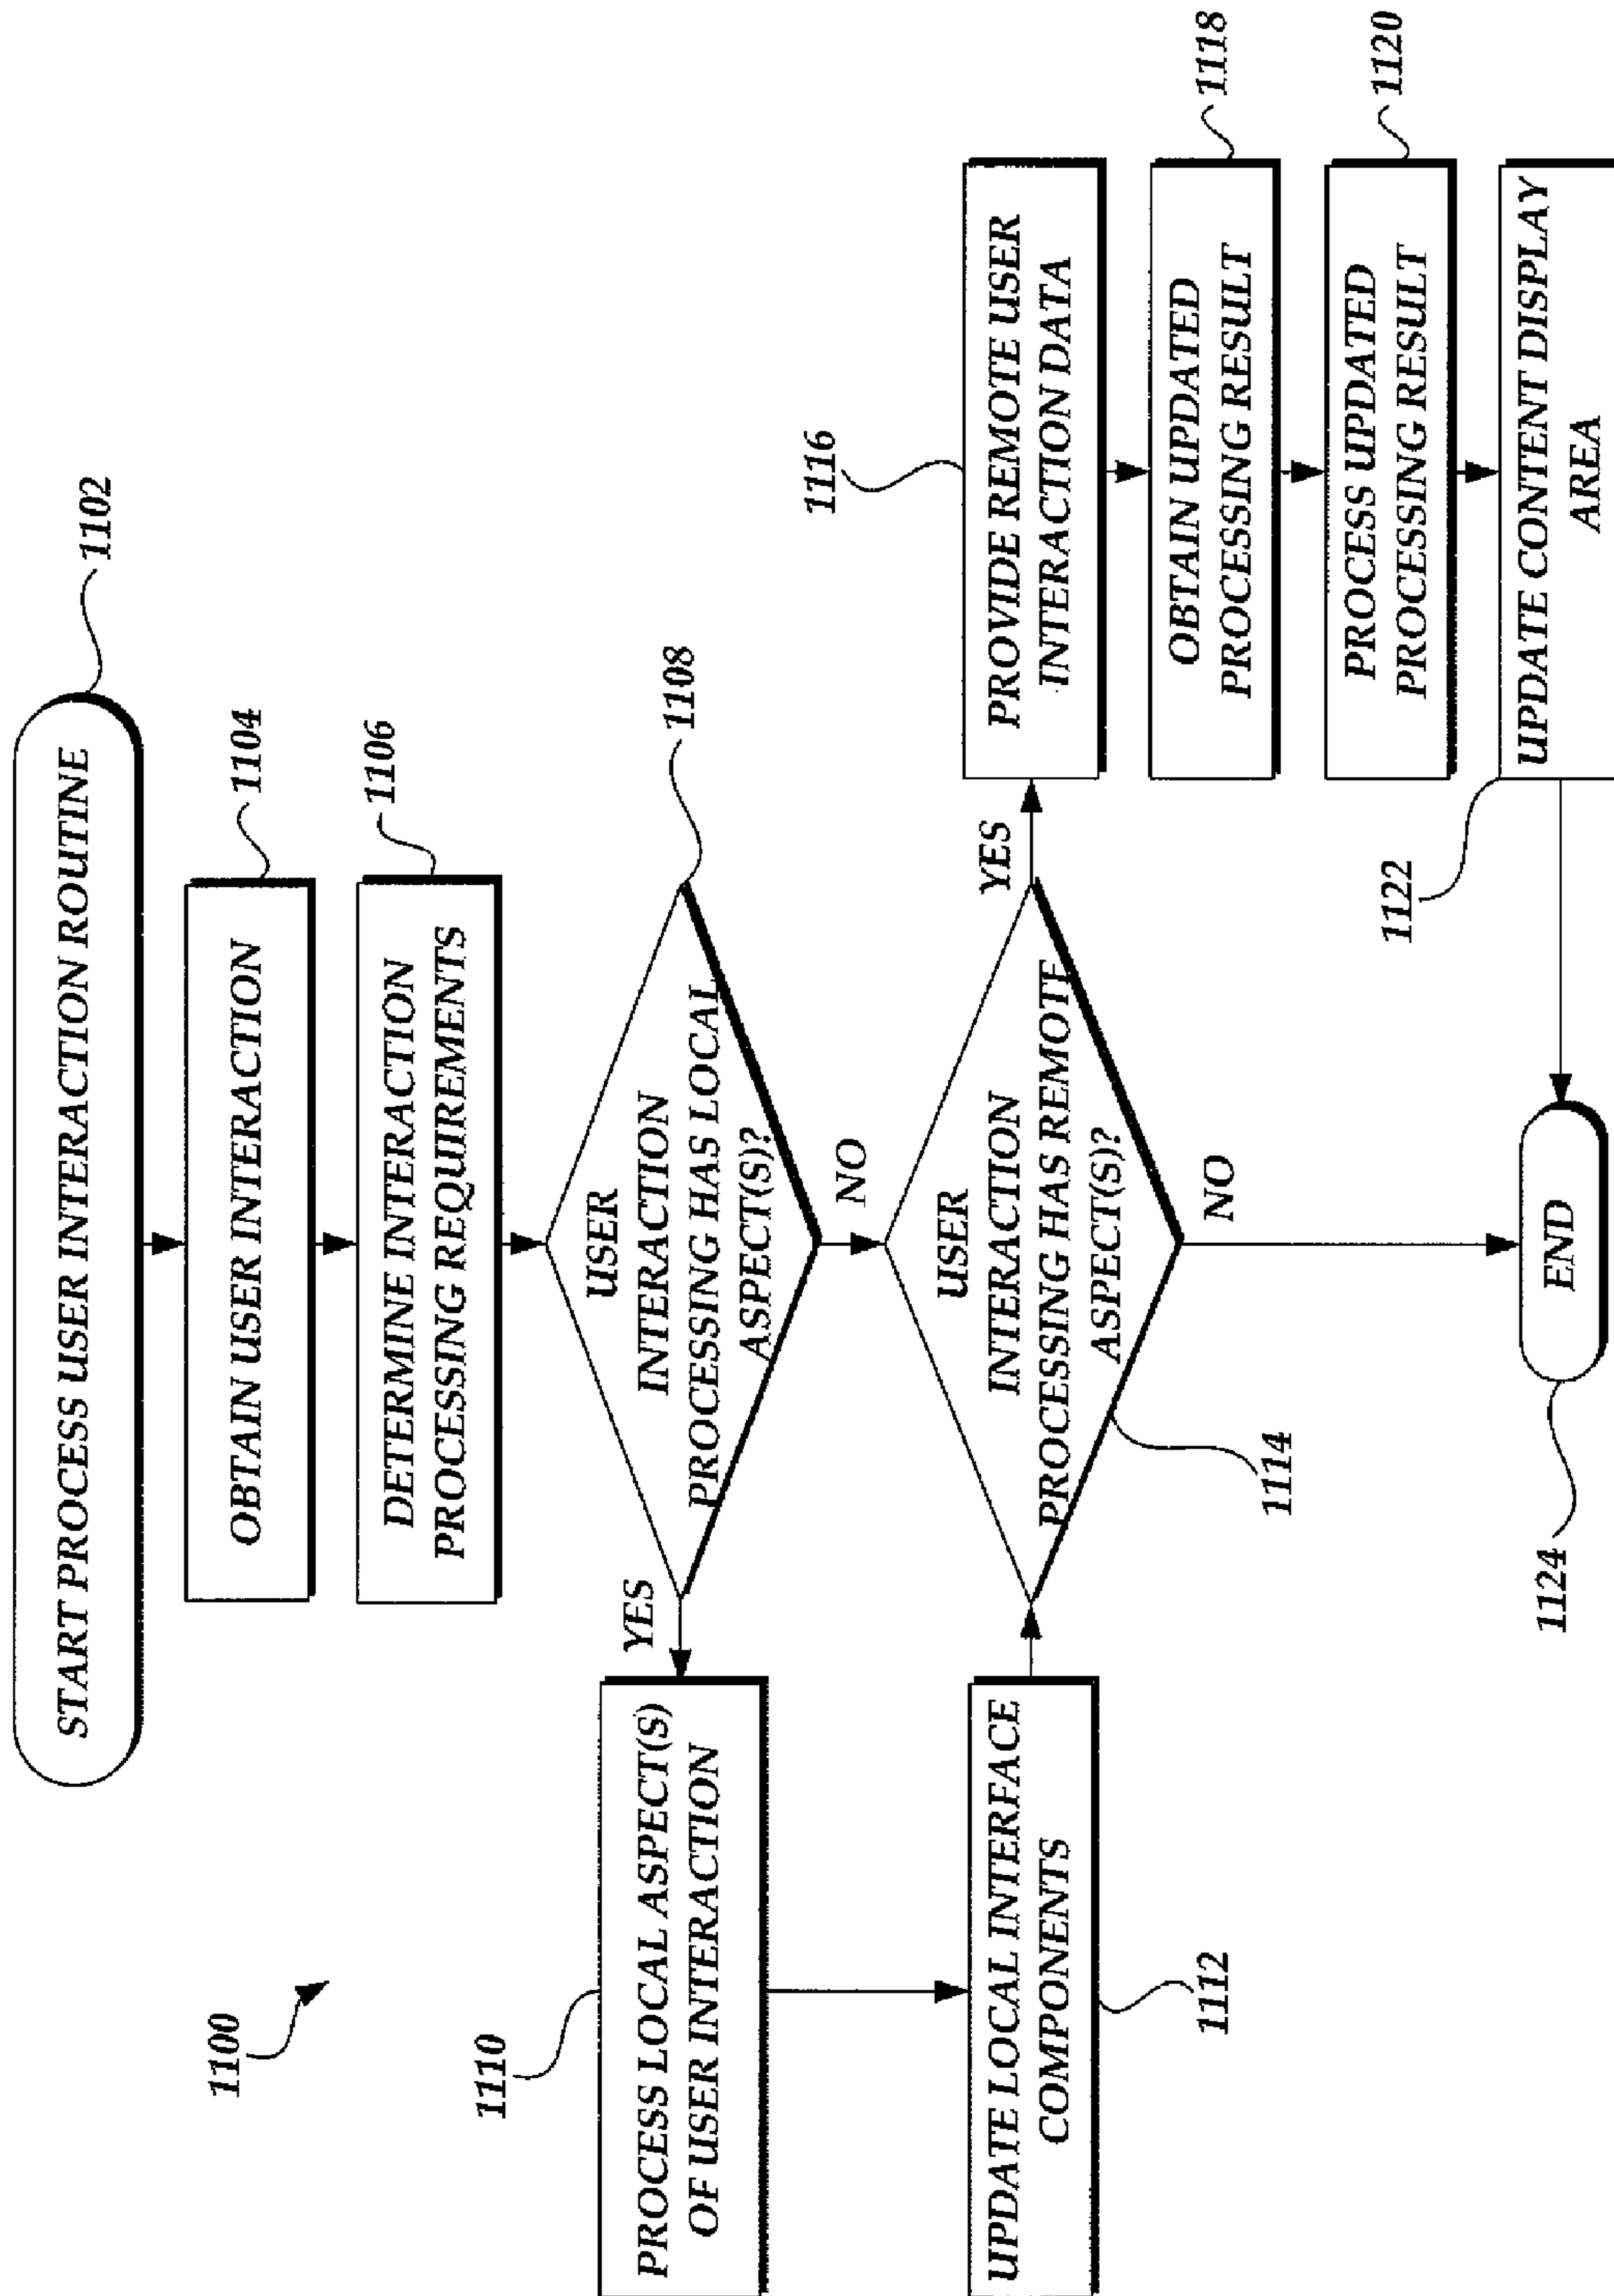 1100
START PROCESS USER INTERACTION ROUTINE
1102
OBTAIN USER INTERACTION
1104
DETERMINE INTERACTION
PROCESSING REQUIREMENTS
1106
USER
INTERACTION
PROCESSING HAS LOCAL
ASPECT(S)?
1108
YES
NO
1110
PROCESS LOCAL ASPECT(S)
OF USER INTERACTION
UPDATE LOCAL INTERFACE
COMPONENTS
1112
USER
INTERACTION
PROCESSING HAS REMOTE
ASPECT(S)?
1114
YES
NO
1116
PROVIDE REMOTE USER
INTERACTION DATA
OBTAIN UPDATED
PROCESSING RESULT
1118
PROCESS UPDATED
PROCESSING RESULT
1120
UPDATE CONTENT DISPLAY
AREA
1122
END
1124